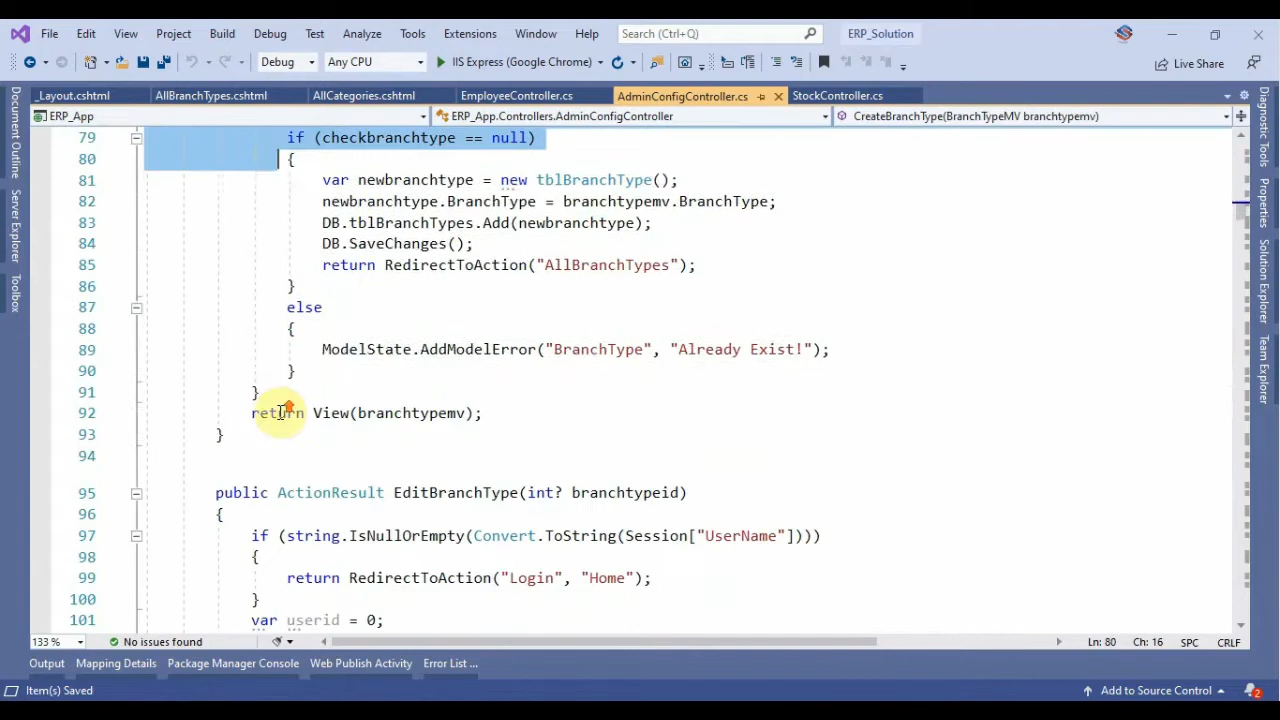 File Edit View Project Build Debug Test Analyze Tools Extensions Window Help Search (Ctrl+Q) ERP_Solution
Debug Any CPU IIS Express (Google Chrome) Live Share
_Layout.cshtml AllBranchTypes.cshtml AllCategories.cshtml EmployeeController.cs AdminConfigController.cs StockController.cs
ERP_App ERP_App.Controllers.AdminConfigController CreateBranchType(BranchTypeMV branchtypemv)
Document Outline
Server Explorer
Toolbox
79 if (checkbranchtype == null)
80 {
81 var newbranchtype = new tblBranchType();
82 newbranchtype.BranchType = branchtypemv.BranchType;
83 DB.tblBranchTypes.Add(newbranchtype);
84 DB.SaveChanges();
85 return RedirectToAction("AllBranchTypes");
86 }
87 else
88 {
89 ModelState.AddModelError("BranchType", "Already Exist!");
90 }
91 }
92 return View(branchtypemv);
93 }
94
95 public ActionResult EditBranchType(int? branchtypeid)
96 {
97 if (string.IsNullOrEmpty(Convert.ToString(Session["UserName"])))
98 {
99 return RedirectToAction("Login", "Home");
100 }
101 var userid = 0;
Diagnostic Tools
Properties
Solution Explorer
Team Explorer
133 % No issues found Ln: 80 Ch: 16 SPC CRLF
Output Mapping Details Package Manager Console Web Publish Activity Error List ...
Item(s) Saved Add to Source Control 2